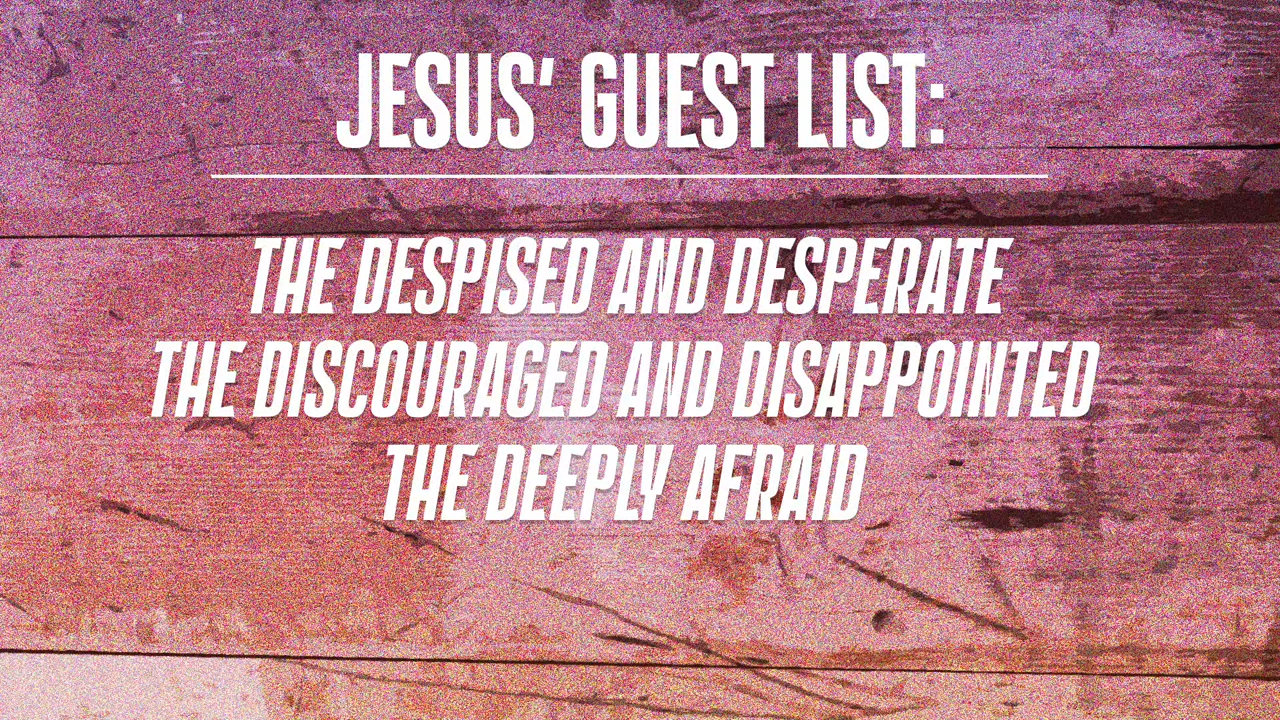 JESUS' GUEST LIST:
THE DESPISED AND DESPERATE
THE DISCOURAGED AND DISAPPOINTED
THE DEEPLY AFRAID